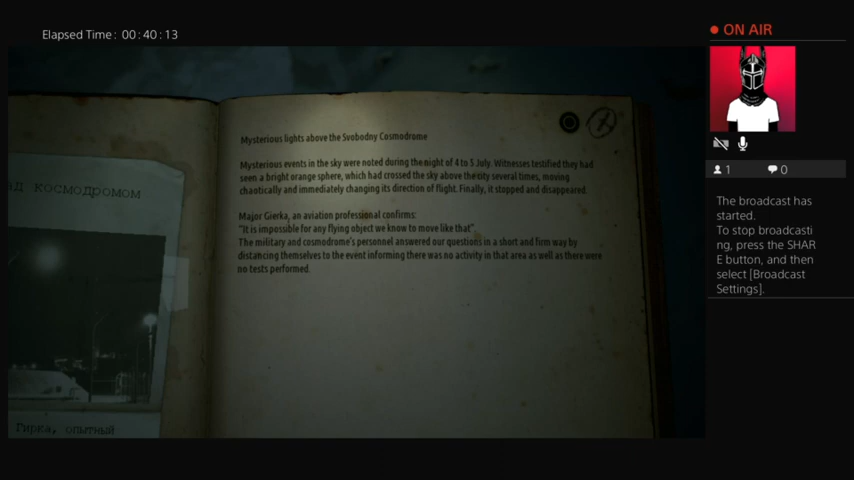 Elapsed Time: 00:40:13
ON AIR
Mysterious lights above the Svobodny Cosmodrome
Mysterious events in the sky were noted during the night of 4 to 5 July. Witnesses testified they had
seen a bright orange sphere, which had crossed the sky above the city several times, moving
chaotically and immediately changing its direction of flight. Finally, it stopped and disappeared.
Major Gierka, an aviation professional confirms:
"It is impossible for any flying object we know to move like that".
The military and cosmodrome's personnel answered our questions in a short and firm way by
distancing themselves to the event informing there was no activity in that area as well as there were
no tests performed.
космодромом
Гирка, опытный
1
0
The broadcast has
started.
To stop broadcasti
ng, press the SHAR
E button, and then
select [Broadcast
Settings].